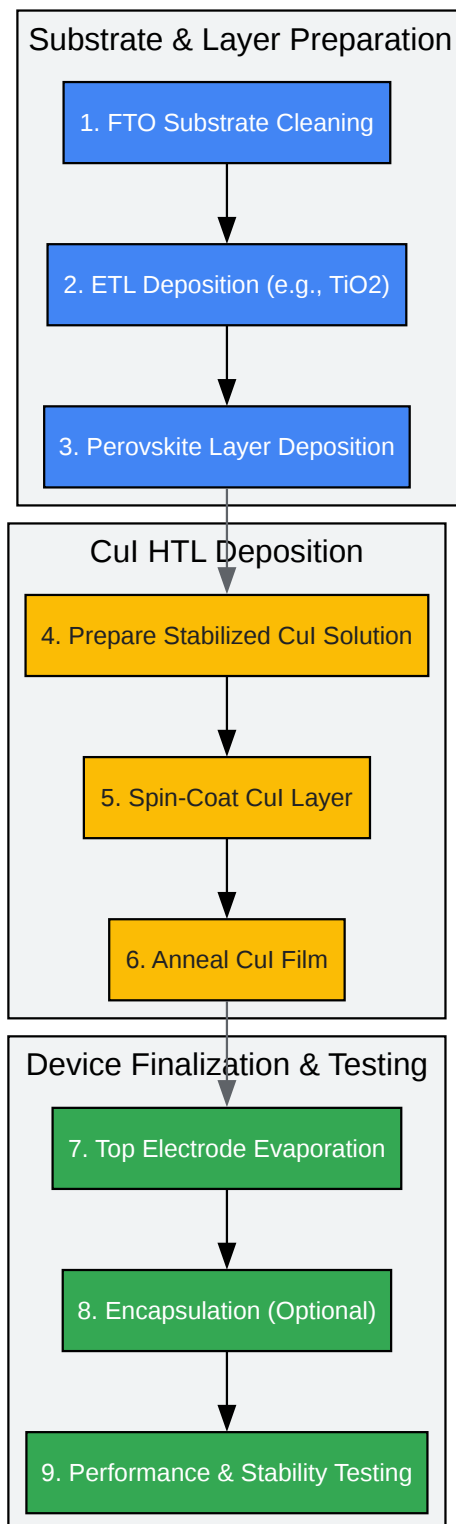 Substrate & Layer Preparation
1. FTO Substrate Cleaning
2. ETL Deposition (e.g., TiO2)
3. Perovskite Layer Deposition
CuI HTL Deposition
4. Prepare Stabilized CuI Solution
5. Spin-Coat CuI Layer
6. Anneal CuI Film
Device Finalization & Testing
7. Top Electrode Evaporation
8. Encapsulation (Optional)
9. Performance & Stability Testing